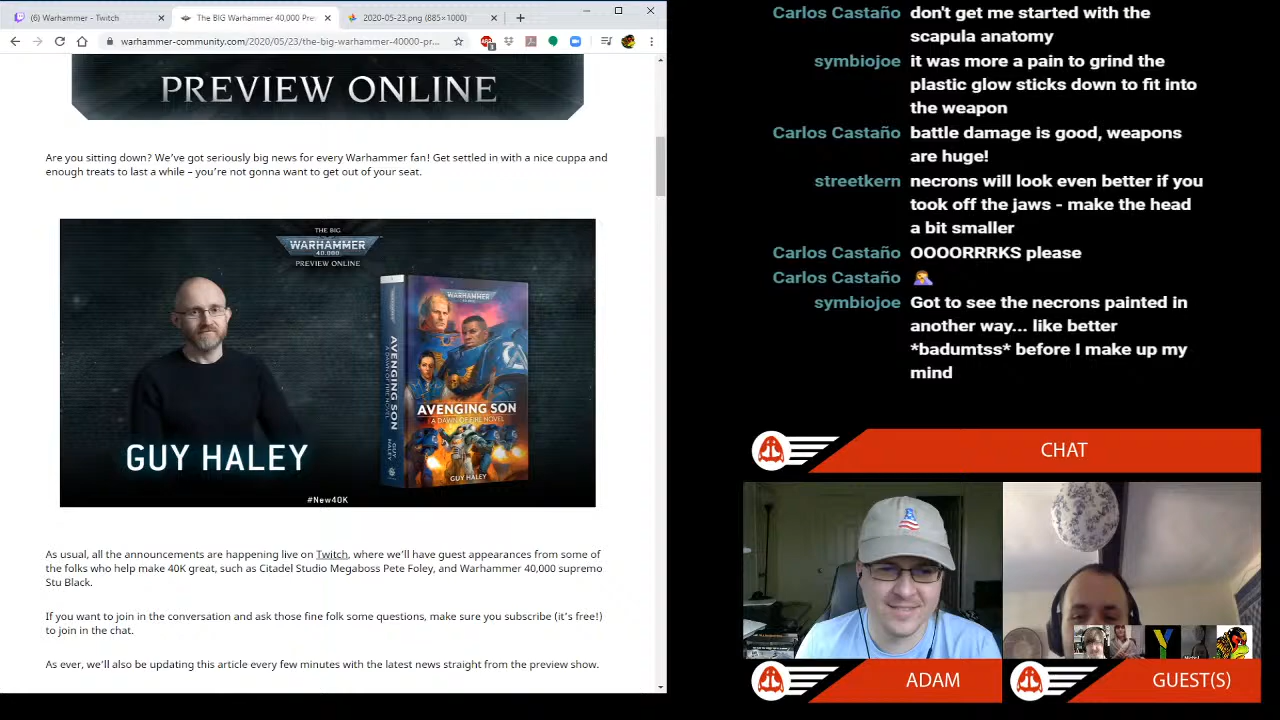 (6) Warhammer - Twitch
The BIG Warhammer 40,000 Prev
2020-05-23.png (885×1000)
warhammer-community.com/2020/05/23/the-big-warhammer-40000-pr...
PREVIEW ONLINE
Are you sitting down? We've got seriously big news for every Warhammer fan! Get settled in with a nice cuppa and
enough treats to last a while – you're not gonna want to get out of your seat.
THE BIG
WARHAMMER
40,000
PREVIEW ONLINE
WARHAMMER
AVENGING SON
AVENGING SON
A DAWN OF FIRE NOVEL
GUY HALEY
GUY HALEY
GUY HALEY
#New40K
As usual, all the announcements are happening live on Twitch, where we'll have guest appearances from some of
the folks who help make 40K great, such as Citadel Studio Megaboss Pete Foley, and Warhammer 40,000 supremo
Stu Black.
If you want to join in the conversation and ask those fine folk some questions, make sure you subscribe (it's free!)
to join in the chat.
As ever, we'll also be updating this article every few minutes with the latest news straight from the preview show.
Carlos Castaño don't get me started with the
scapula anatomy
symbiojoe it was more a pain to grind the
plastic glow sticks down to fit into
the weapon
Carlos Castaño battle damage is good, weapons
are huge!
streetkern necrons will look even better if you
took off the jaws - make the head
a bit smaller
Carlos Castaño OOOORRRKS please
Carlos Castaño 🤦
symbiojoe Got to see the necrons painted in
another way... like better
*badumtss* before I make up my
mind
CHAT
ADAM
GUEST(S)